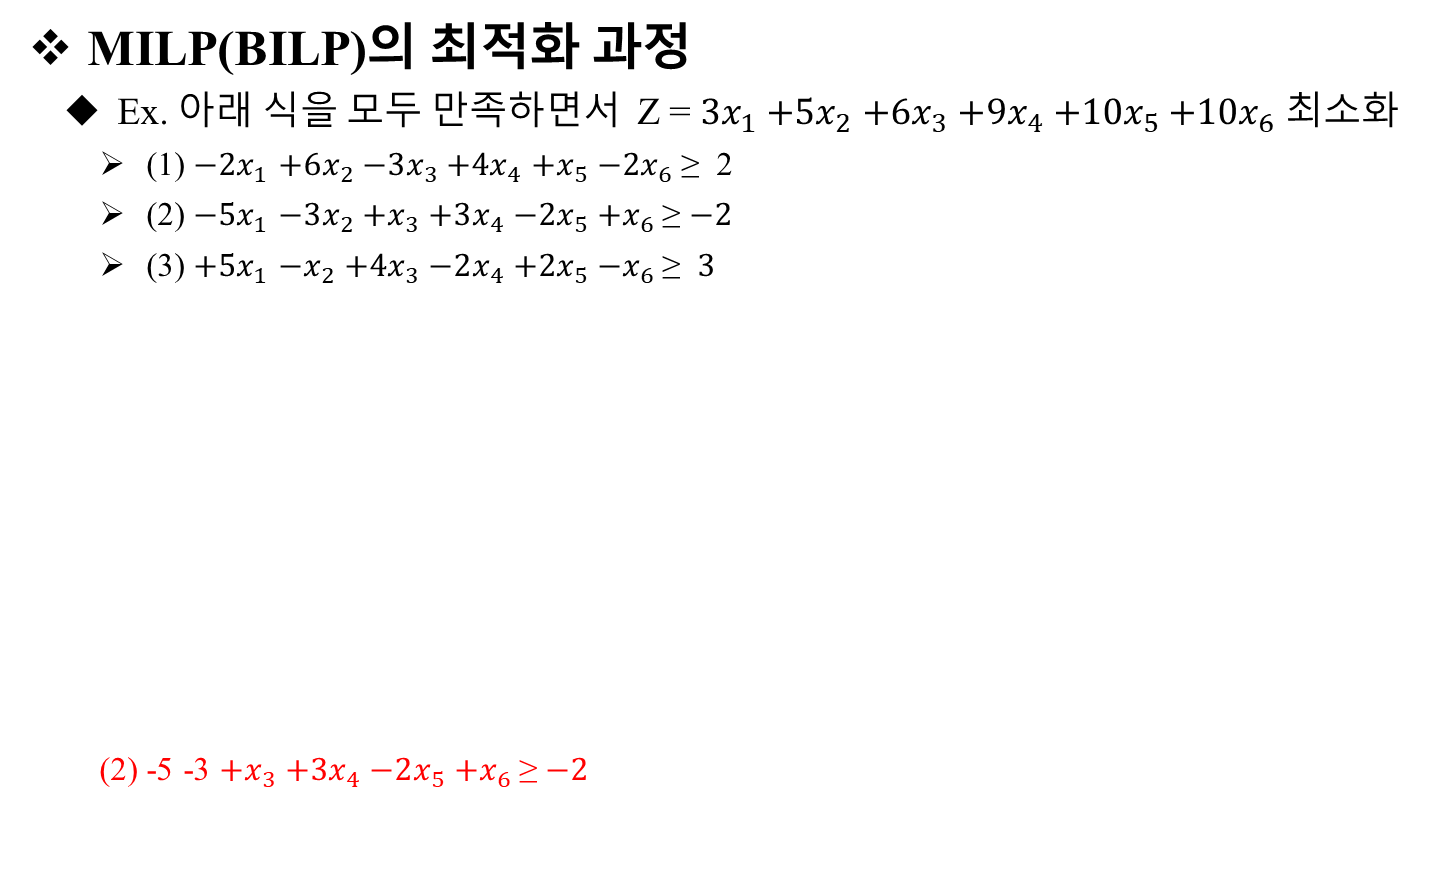 ❖ MILP(BILP)의 최적화 과정
◆ Ex. 아래 식을 모두 만족하면서 Z = 3x₁ +5x₂ +6x₃ +9x₄ +10x₅ +10x₆ 최소화
➢ (1) −2x₁ +6x₂ −3x₃ +4x₄ +x₅ −2x₆ ≥ 2
➢ (2) −5x₁ −3x₂ +x₃ +3x₄ −2x₅ +x₆ ≥ −2
➢ (3) +5x₁ −x₂ +4x₃ −2x₄ +2x₅ −x₆ ≥ 3
(2) -5 -3 +x₃ +3x₄ −2x₅ +x₆ ≥ −2